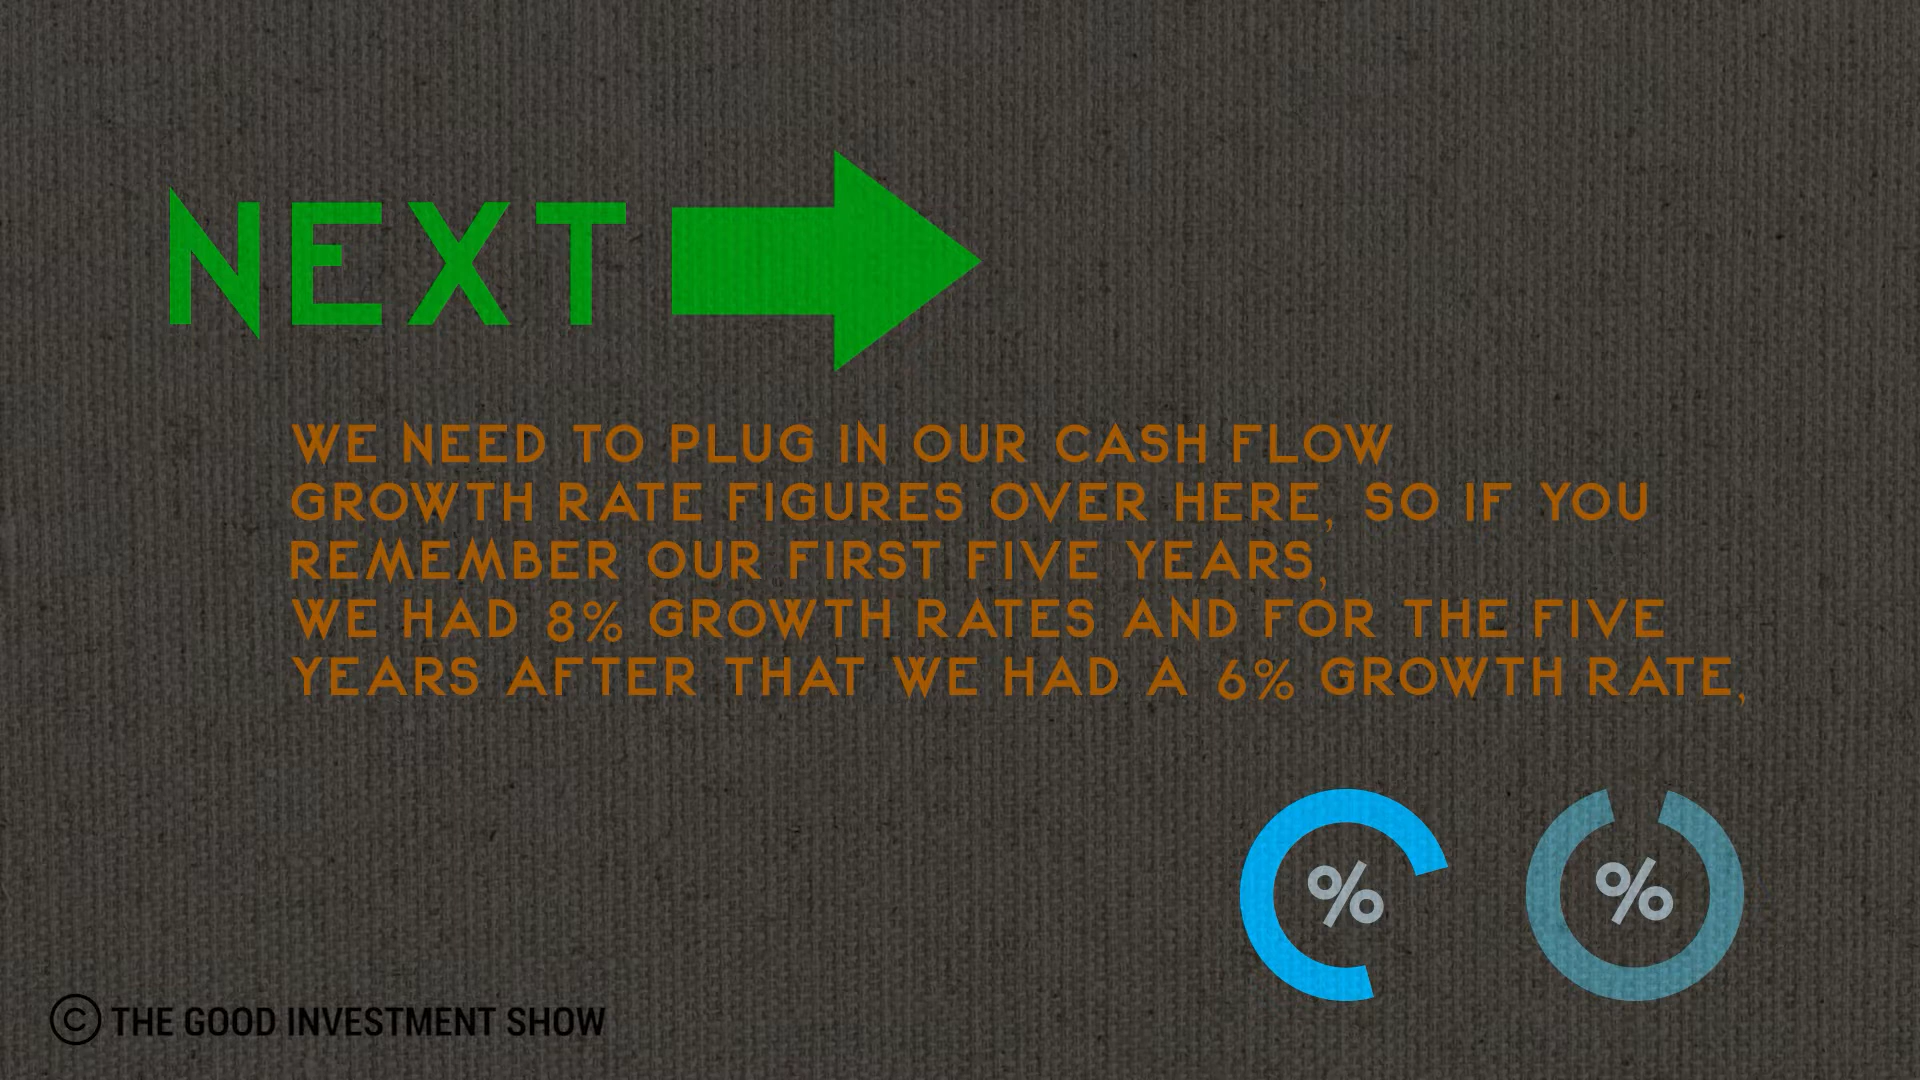 NEXT
WE NEED TO PLUG IN OUR CASH FLOW
GROWTH RATE FIGURES OVER HERE, SO IF YOU
REMEMBER OUR FIRST FIVE YEARS,
WE HAD 8% GROWTH RATES AND FOR THE FIVE
YEARS AFTER THAT WE HAD A 6% GROWTH RATE,
% %
© THE GOOD INVESTMENT SHOW